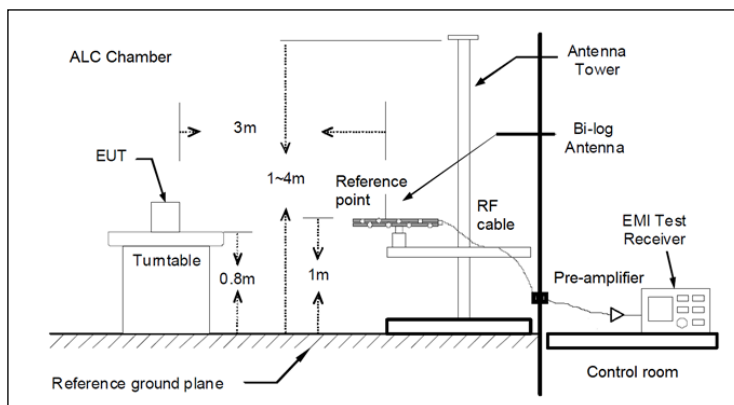 ALC Chamber
Antenna
Tower
3m
Bi-log
Antenna
EUT
1~4m
Reference
point
RF
cable
EMI Test
Receiver
Turntable
0.8m
1m
Pre-amplifier
Reference ground plane
Control room